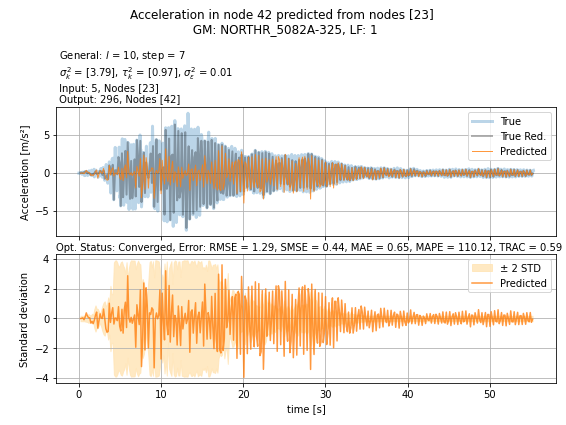 Acceleration in node 42 predicted from nodes [23]
GM: NORTHR_5082A-325, LF: 1
General: l = 10, step = 7
σ²ₖ = [3.79], τ²ₖ = [0.97], σ²ₑ = 0.01
Input: 5, Nodes [23]
Output: 296, Nodes [42]
Acceleration [m/s²]
5
0
−5
True
True Red.
Predicted
Opt. Status: Converged, Error: RMSE = 1.29, SMSE = 0.44, MAE = 0.65, MAPE = 110.12, TRAC = 0.59
Standard deviation
4
2
0
−2
−4
± 2 STD
Predicted
0 10 20 30 40 50
time [s]